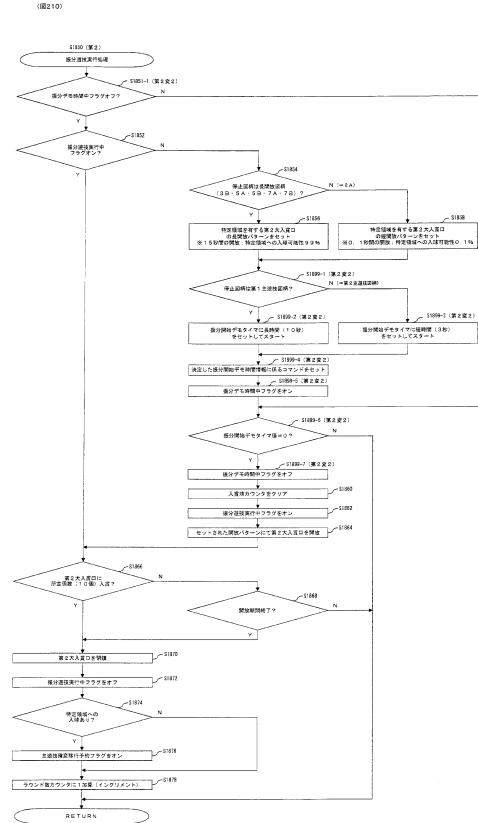 (図210)
S1850 (第2)
振分遊技実行処理
S1851-1 (第2変2)
振分デモ時間中フラグオフ?
N
Y
S1852
振分遊技実行中
フラグオン?
N
Y
S1854
停止図柄は長開放図柄
(3B・5A・5B・7A・7B)?
N (=2A)
Y
S1856
特定領域を有する第2大入賞口
の長開放パターンをセット
※15秒間の開放:特定領域への入球可能性99%
S1858
特定領域を有する第2大入賞口
の短開放パターンをセット
※0.1秒間の開放:特定領域への入球可能性0.1%
S1899-1 (第2変2)
停止図柄は第1主遊技図柄?
N (=第2主遊技図柄)
Y
S1899-2 (第2変2)
振分開始デモタイマに長時間(10秒)
をセットしてスタート
S1899-3 (第2変2)
振分開始デモタイマに短時間(3秒)
をセットしてスタート
S1899-4 (第2変2)
決定した振分開始デモ時間情報に係るコマンドをセット
S1899-5 (第2変2)
振分デモ時間中フラグをオン
S1899-6 (第2変2)
振分開始デモタイマ値=0?
N
Y
S1899-7 (第2変2)
振分デモ時間中フラグをオフ
S1860
入賞球カウンタをクリア
S1862
振分遊技実行中フラグをオン
S1864
セットされた開放パターンにて第2大入賞口を開放
S1866
第2大入賞口に
所定個数(10個)入賞?
N
Y
S1868
開放期間終了?
N
Y
S1870
第2大入賞口を閉鎖
S1872
振分遊技実行中フラグをオフ
S1874
特定領域への
入球あり?
N
Y
S1876
主遊技確変移行予約フラグをオン
S1878
ラウンド数カウンタに1加算(インクリメント)
RETURN